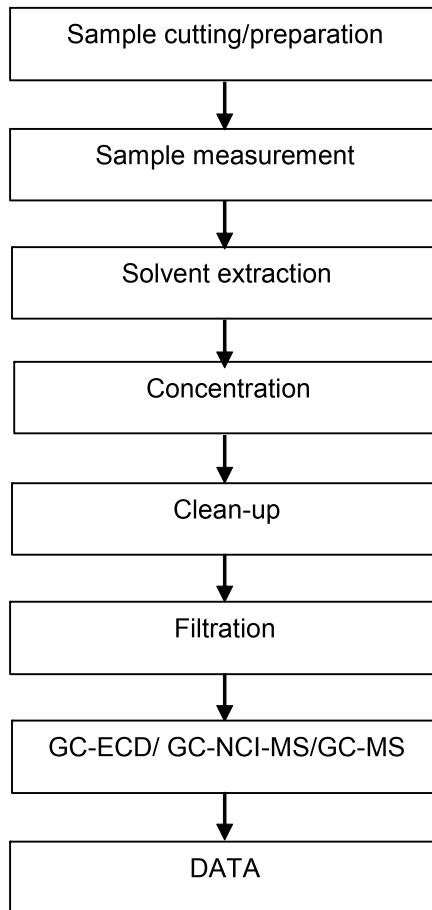 Sample cutting/preparation
Sample measurement
Solvent extraction
Concentration
Clean-up
Filtration
GC-ECD/ GC-NCI-MS/GC-MS
DATA